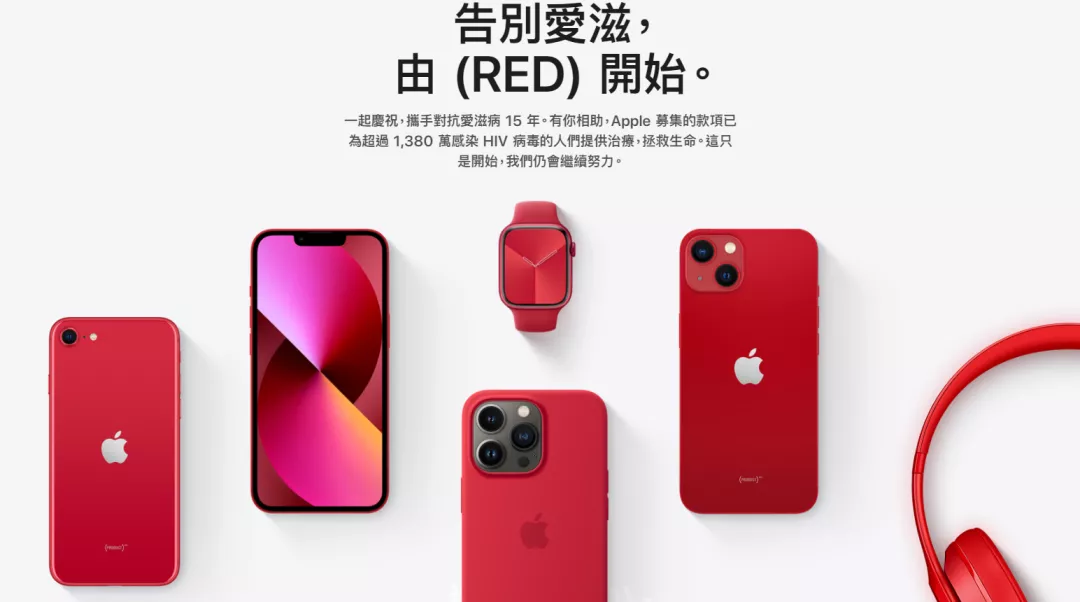 告別愛滋，
由 (RED) 開始。
一起慶祝，攜手對抗愛滋病 15 年。有你相助，Apple 募集的款項已
為超過 1,380 萬感染 HIV 病毒的人們提供治療，拯救生命。這只
是開始，我們仍會繼續努力。
(PRODUCT)
(PRODUCT)